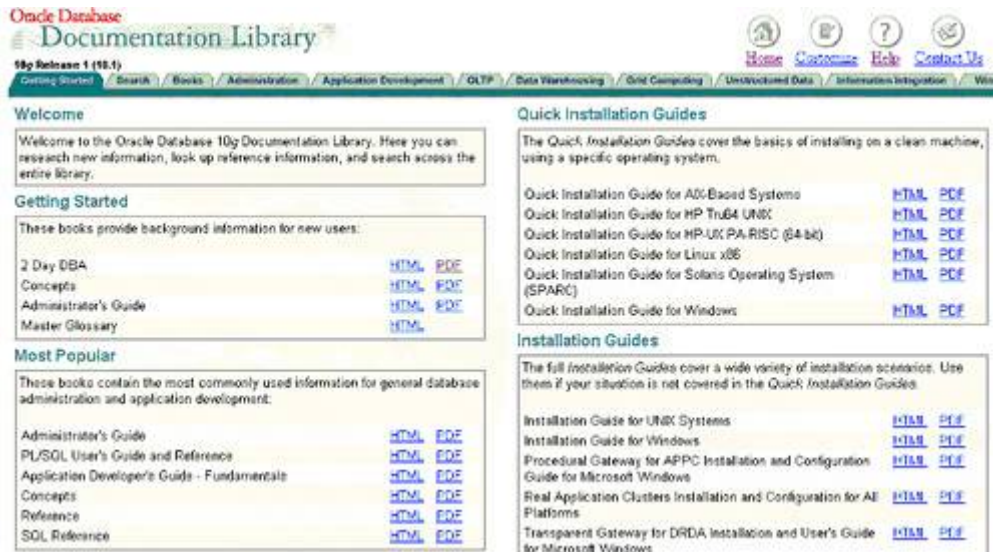 Oracle Database
Documentation Library
10g Release 1 (10.1)
Home Customize Help Contact Us
Getting Started Search Books Administration Application Development OLTP Data Warehousing Grid Computing Unstructured Data Information Integration Win
Welcome
Welcome to the Oracle Database 10g Documentation Library. Here you can
research new information, look up reference information, and search across the
entire library.
Getting Started
These books provide background information for new users:
2 Day DBA HTML PDF
Concepts HTML PDF
Administrator's Guide HTML PDF
Master Glossary HTML
Most Popular
These books contain the most commonly used information for general database
administration and application development:
Administrator's Guide HTML PDF
PL/SQL User's Guide and Reference HTML PDF
Application Developer's Guide - Fundamentals HTML PDF
Concepts HTML PDF
Reference HTML PDF
SQL Reference HTML PDF
Quick Installation Guides
The Quick Installation Guides cover the basics of installing on a clean machine,
using a specific operating system.
Quick Installation Guide for AIX-Based Systems HTML PDF
Quick Installation Guide for HP Tru64 UNIX HTML PDF
Quick Installation Guide for HP-UX PA-RISC (64-bit) HTML PDF
Quick Installation Guide for Linux x86 HTML PDF
Quick Installation Guide for Solaris Operating System HTML PDF
(SPARC)
Quick Installation Guide for Windows HTML PDF
Installation Guides
The full Installation Guides cover a wide variety of installation scenarios. Use
them if your situation is not covered in the Quick Installation Guides.
Installation Guide for UNIX Systems HTML PDF
Installation Guide for Windows HTML PDF
Procedural Gateway for APPC Installation and Configuration HTML PDF
Guide for Microsoft Windows
Real Application Clusters Installation and Configuration for All HTML PDF
Platforms
Transparent Gateway for DRDA Installation and User's Guide HTML PDF
for Microsoft Windows